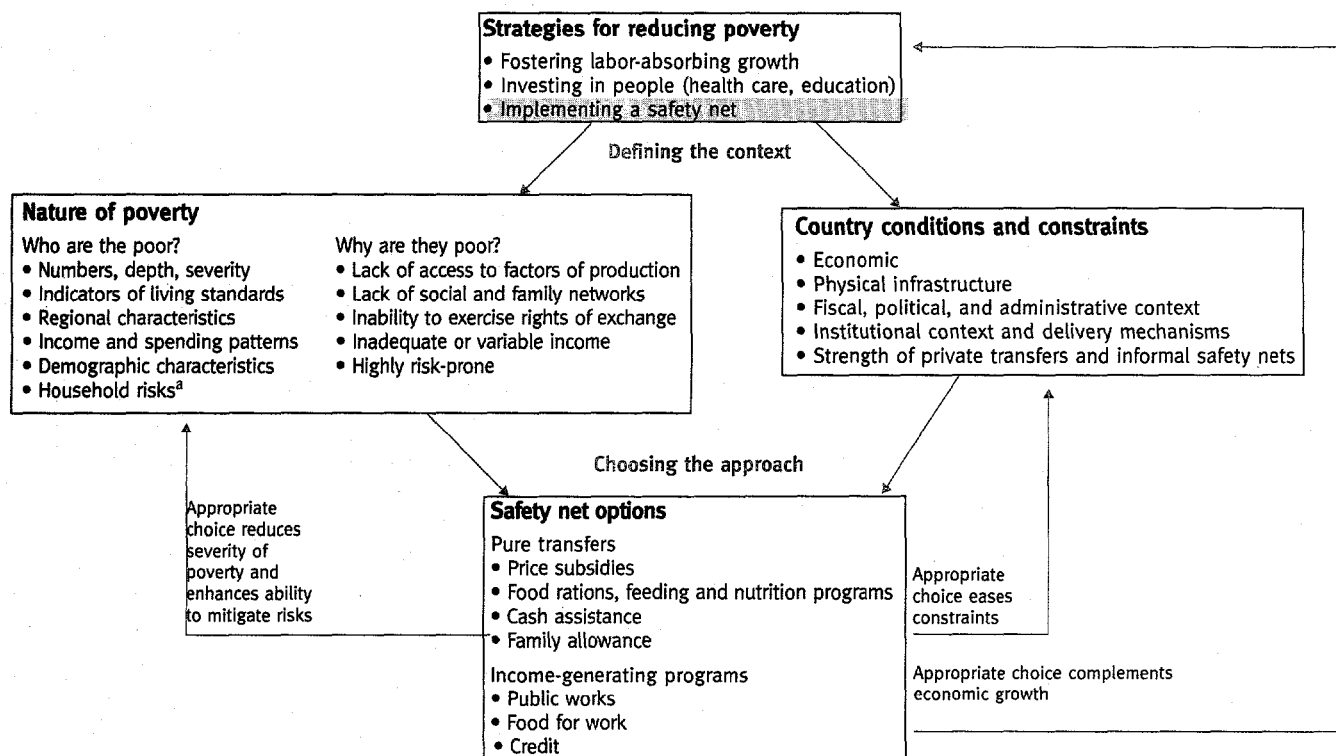 Strategies for reducing poverty
• Fostering labor-absorbing growth
• Investing in people (health care, education)
• Implementing a safety net
Defining the context
Nature of poverty
Who are the poor?
• Numbers, depth, severity
• Indicators of living standards
• Regional characteristics
• Income and spending patterns
• Demographic characteristics
• Household risksª
Why are they poor?
• Lack of access to factors of production
• Lack of social and family networks
• Inability to exercise rights of exchange
• Inadequate or variable income
• Highly risk-prone
Country conditions and constraints
• Economic
• Physical infrastructure
• Fiscal, political, and administrative context
• Institutional context and delivery mechanisms
• Strength of private transfers and informal safety nets
Choosing the approach
Appropriate
choice reduces
severity of
poverty and
enhances ability
to mitigate risks
Safety net options
Pure transfers
• Price subsidies
• Food rations, feeding and nutrition programs
• Cash assistance
• Family allowance
Income-generating programs
• Public works
• Food for work
• Credit
Appropriate
choice eases
constraints
Appropriate choice complements
economic growth